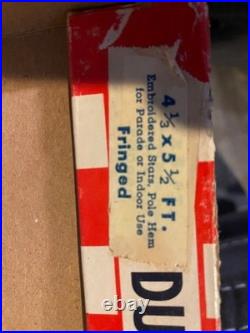 4 1/3 X 5 1/2 FT.
Embroidered Stars, Pole Hem
for Parade or Indoor Use
Fringed
DU